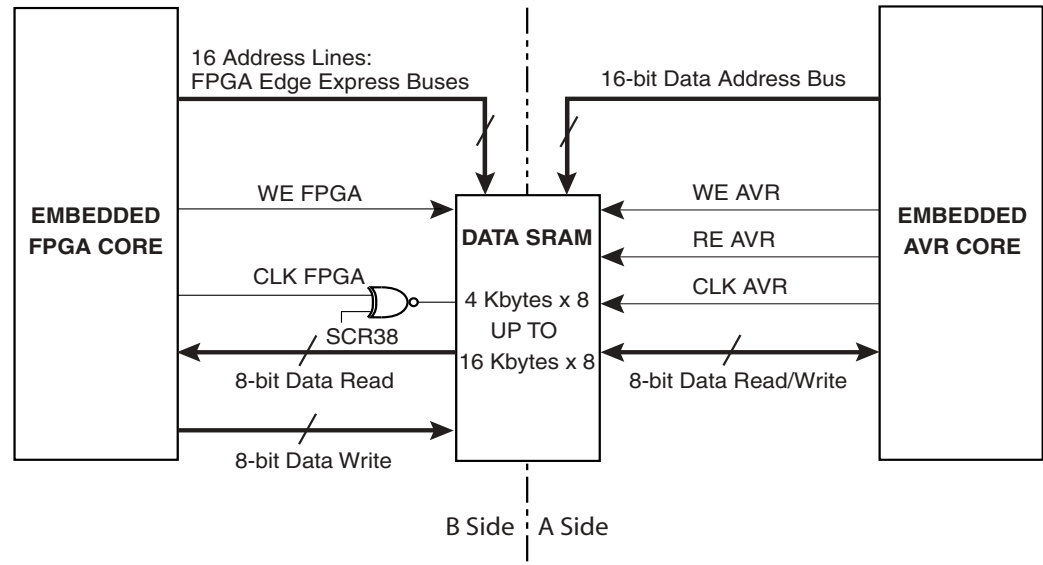 16 Address Lines:
FPGA Edge Express Buses
16-bit Data Address Bus
EMBEDDED
FPGA CORE
WE FPGA
CLK FPGA
SCR38
8-bit Data Read
8-bit Data Write
DATA SRAM
4 Kbytes x 8
UP TO
16 Kbytes x 8
WE AVR
RE AVR
CLK AVR
8-bit Data Read/Write
EMBEDDED
AVR CORE
B Side
A Side